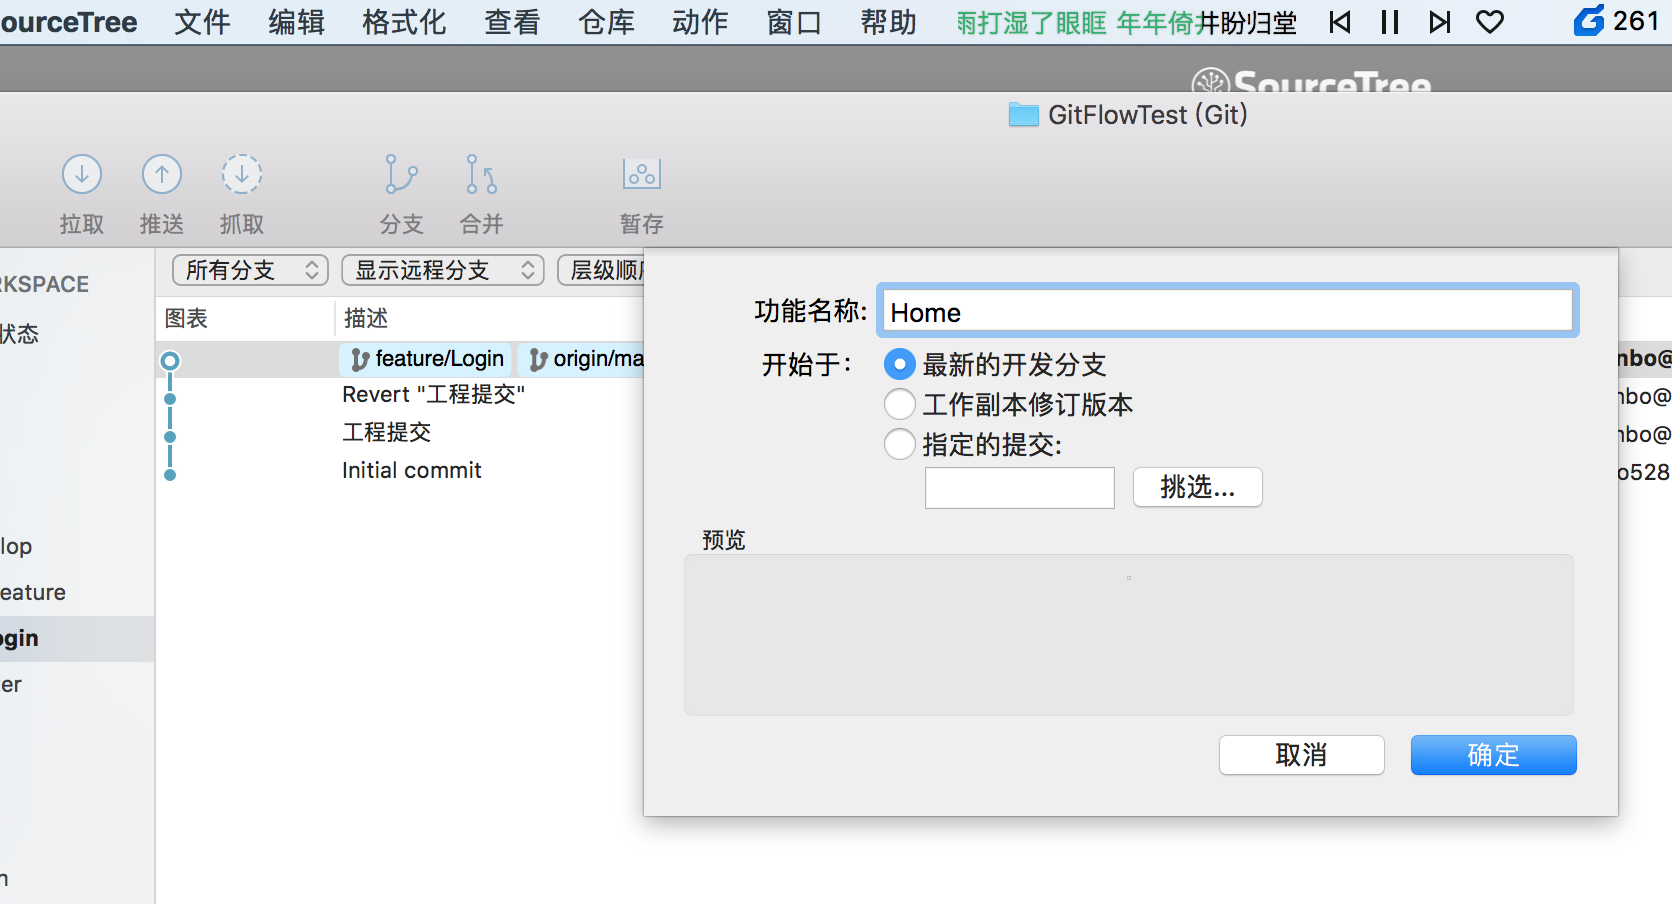 ourceTree 文件 编辑 格式化 查看 仓库 动作 窗口 帮助 雨打湿了眼眶 年年倚井盼归堂 261
SourceTree
GitFlowTest (Git)
拉取 推送 抓取 分支 合并 暂存
KSPACE 所有分支 显示远程分支 层级顺
功能名称: Home
状态 图表 描述
开始于: 最新的开发分支
feature/Login origin/ma nbo@
工作副本修订版本
Revert "工程提交" nbo@
工程提交 nbo@
指定的提交:
Initial commit o528
挑选...
预览
lop
eature
ogin
ter
取消 确定
n